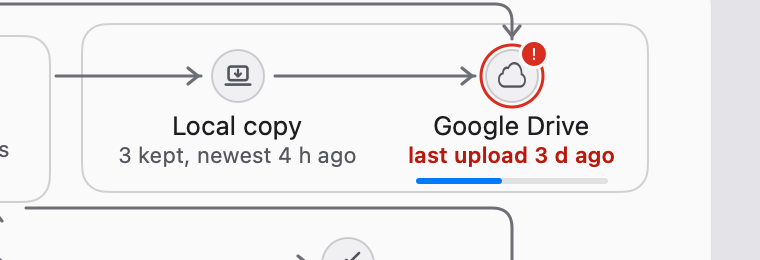 !
Local copy
Google Drive
s
3 kept, newest 4 h ago
last upload 3 d ago